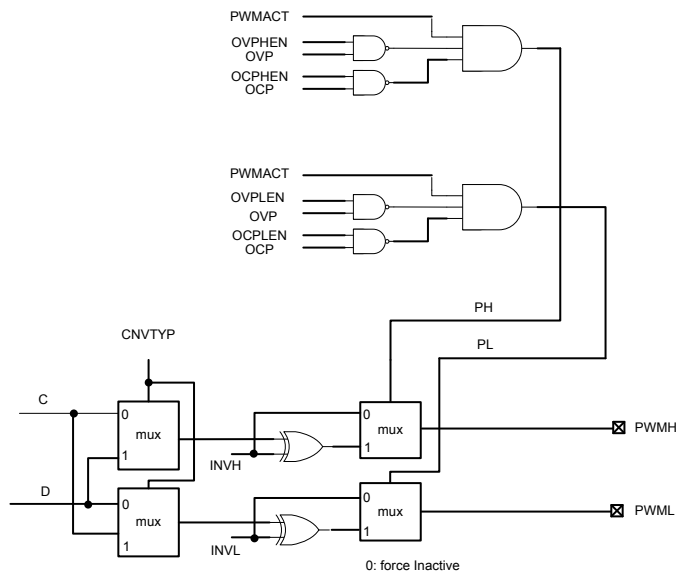 PWMACT
OVPHEN
OVP
OCPHEN
OCP
PWMACT
OVPLEN
OVP
OCPLEN
OCP
PH
PL
CNVTYP
C
0
mux
1
0
mux
1
PWMH
INVH
D
0
mux
1
0
mux
1
PWML
INVL
0: force Inactive